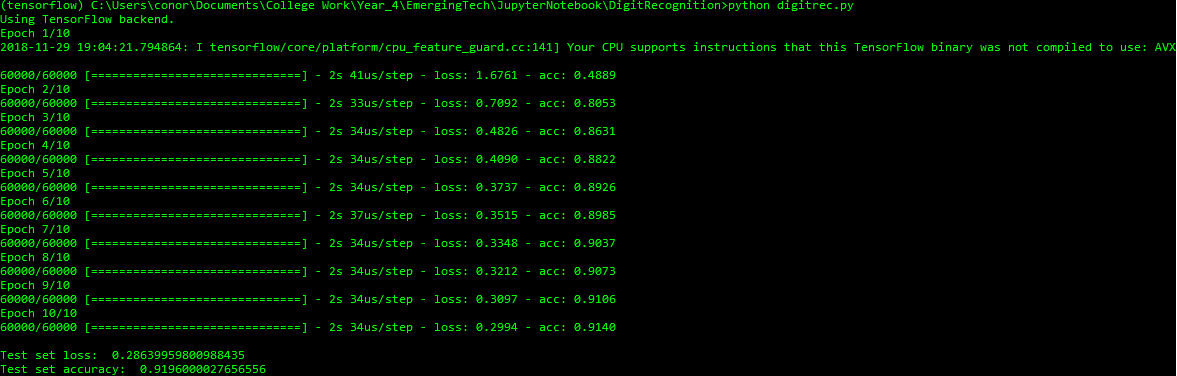 (tensorflow) C:\Users\conor\Documents\College Work\Year_4\EmergingTech\JupyterNotebook\DigitRecognition>python digitrec.py
Using TensorFlow backend.
Epoch 1/10
2018-11-29 19:04:21.794864: I tensorflow/core/platform/cpu_feature_guard.cc:141] Your CPU supports instructions that this TensorFlow binary was not compiled to use: AVX
60000/60000 [==============================] - 2s 41us/step - loss: 1.6761 - acc: 0.4889
Epoch 2/10
60000/60000 [==============================] - 2s 33us/step - loss: 0.7092 - acc: 0.8053
Epoch 3/10
60000/60000 [==============================] - 2s 34us/step - loss: 0.4826 - acc: 0.8631
Epoch 4/10
60000/60000 [==============================] - 2s 34us/step - loss: 0.4090 - acc: 0.8822
Epoch 5/10
60000/60000 [==============================] - 2s 34us/step - loss: 0.3737 - acc: 0.8926
Epoch 6/10
60000/60000 [==============================] - 2s 37us/step - loss: 0.3515 - acc: 0.8985
Epoch 7/10
60000/60000 [==============================] - 2s 34us/step - loss: 0.3348 - acc: 0.9037
Epoch 8/10
60000/60000 [==============================] - 2s 34us/step - loss: 0.3212 - acc: 0.9073
Epoch 9/10
60000/60000 [==============================] - 2s 34us/step - loss: 0.3097 - acc: 0.9106
Epoch 10/10
60000/60000 [==============================] - 2s 34us/step - loss: 0.2994 - acc: 0.9140
Test set loss:  0.28639959800988435
Test set accuracy:  0.9196000027656556